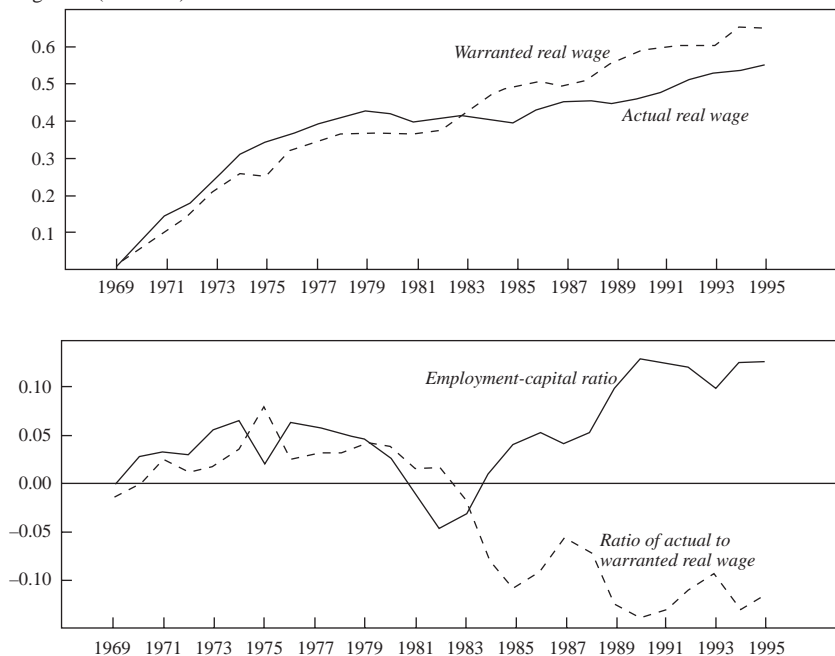 0.6
Warranted real wage
0.5
0.4
Actual real wage
0.3
0.2
0.1
1969 1971 1973 1975 1977 1979 1981 1983 1985 1987 1989 1991 1993 1995
0.10
Employment-capital ratio
0.05
0.00
−0.05
Ratio of actual to
warranted real wage
−0.10
1969 1971 1973 1975 1977 1979 1981 1983 1985 1987 1989 1991 1993 1995